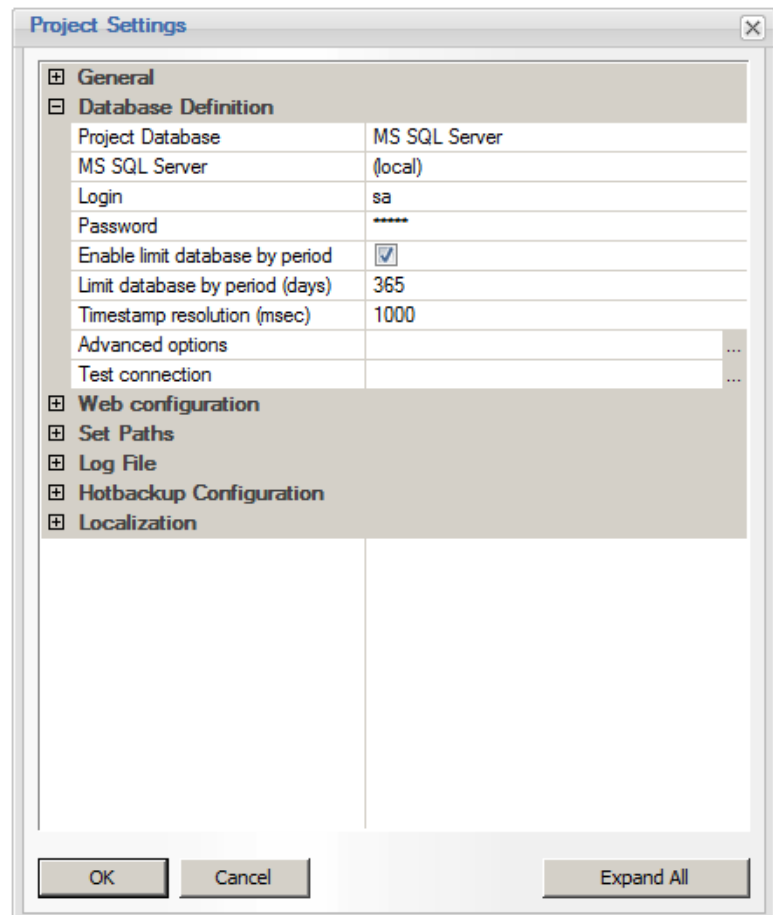 Project Settings
General
Database Definition
Project Database MS SQL Server
MS SQL Server (local)
Login sa
Password *****
Enable limit database by period
Limit database by period (days) 365
Timestamp resolution (msec) 1000
Advanced options ...
Test connection ...
Web configuration
Set Paths
Log File
Hotbackup Configuration
Localization
OK Cancel Expand All